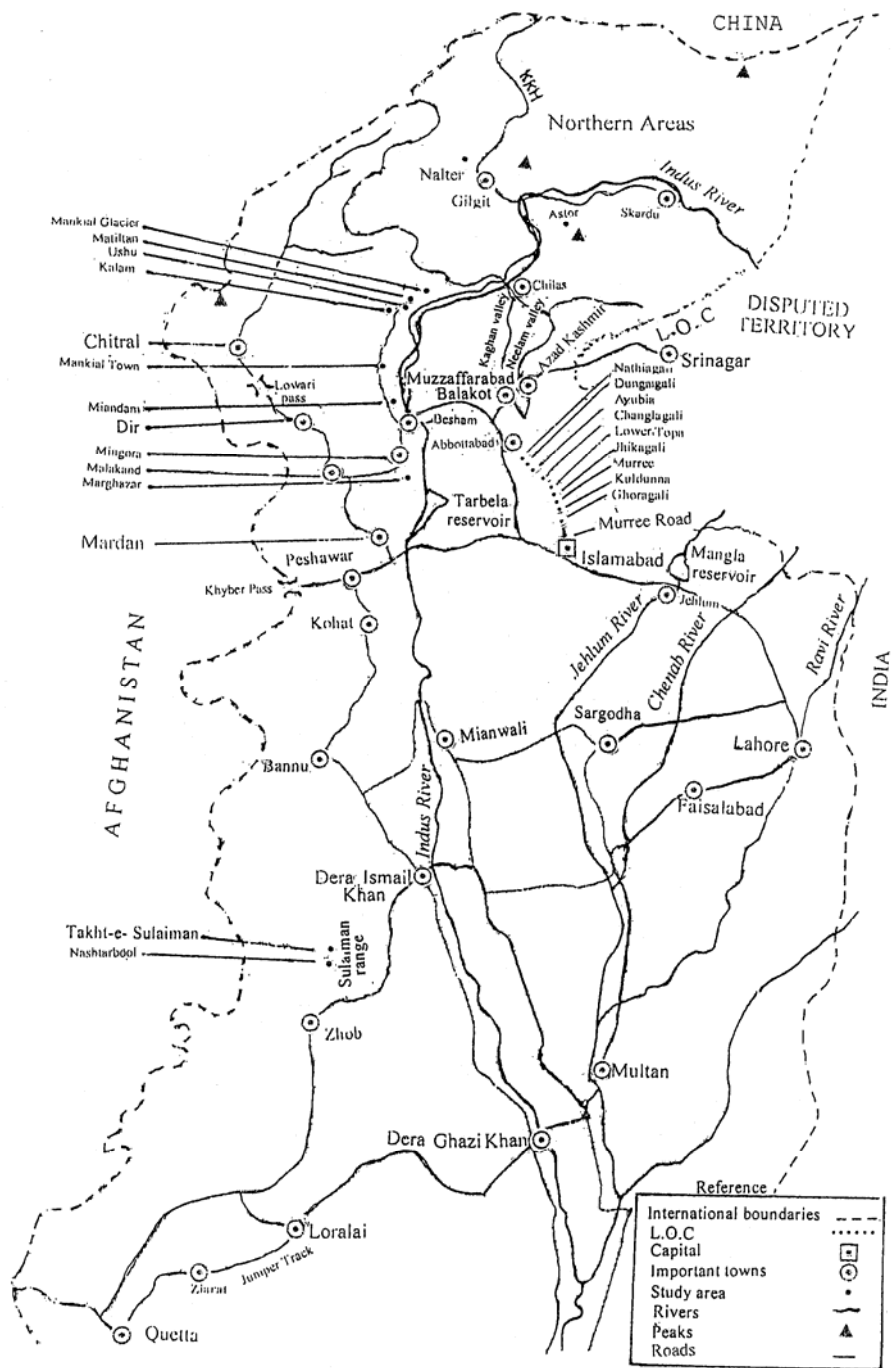 CHINA
KKH
Northern Areas
Nalter
Gilgit
Indus River
Astor
Skardu
Mankial Glacier
Matiltan
Ushu
Kalam
Chilas
Kaghan valley
Neelam valley
Azad Kashmir
DISPUTED
TERRITORY
L.O.C
Srinagar
Chitral
Mankial Town
Lowari
pass
Muzzaffarabad
Balakot
Nathiagali
Dungagali
Ayubia
Changlagali
Lower Topa
Jhikagali
Murree
Kuldunna
Ghoragali
Murree Road
Miandam
Dir
Besham
Abbottabad
Mingora
Malakand
Marghazar
Tarbela
reservoir
Mardan
Islamabad
Mangla
reservoir
Peshawar
Khyber Pass
Jehlum
Kohat
Jehlum River
Chenab River
Ravi River
AFGHANISTAN
INDIA
Mianwali
Sargodha
Lahore
Bannu
Indus River
Faisalabad
Dera Ismail
Khan
Takht-e- Sulaiman
Nashtarbool
Sulaiman
range
Zhob
Multan
Dera Ghazi Khan
Loralai
Juniper Track
Ziarat
Quetta
Reference
International boundaries
L.O.C
Capital
Important towns
Study area
Rivers
Peaks
Roads